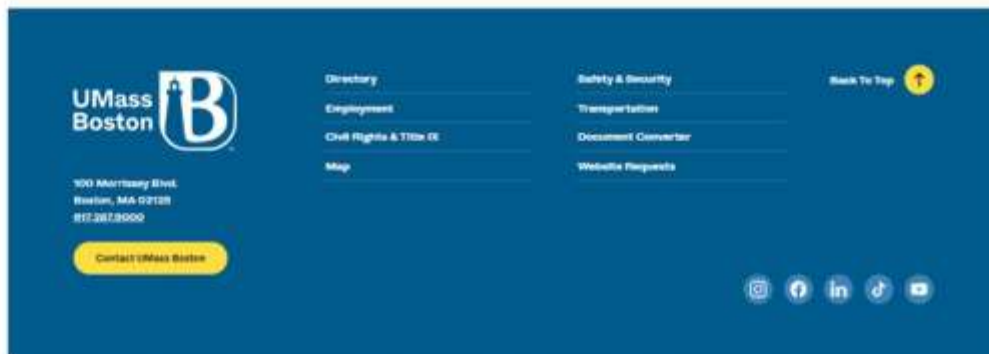 UMass
Boston
B
100 Morrissey Blvd.
Boston, MA 02125
617.287.5000
Contact UMass Boston
Directory
Employment
Civil Rights & Title IX
Map
Safety & Security
Transportation
Document Converter
Website Requests
Back To Top